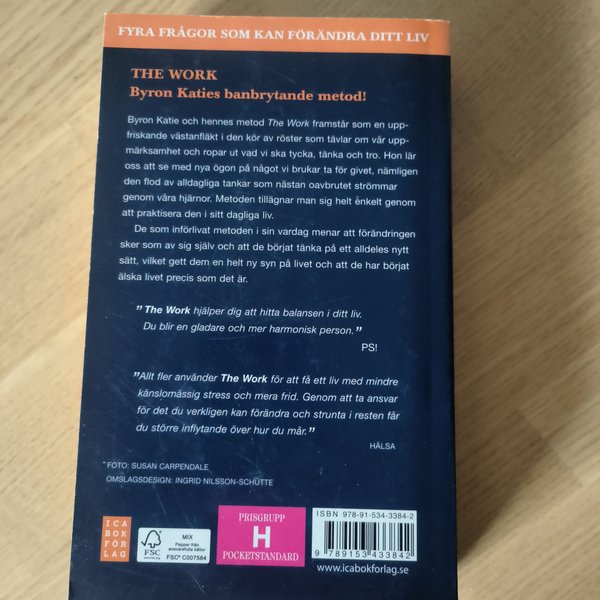 FYRA FRÅGOR SOM KAN FÖRÄNDRA DITT LIV
THE WORK
Byron Katies banbrytande metod!
Byron Katie och hennes metod The Work framstår som en upp-
friskande västanfläkt i den kör av röster som tävlar om vår upp-
märksamhet och ropar ut vad vi ska tycka, tänka och tro. Hon lär
oss att se med nya ögon på något vi brukar ta för givet, nämligen
den flod av alldagliga tankar som nästan oavbrutet strömmar
genom våra hjärnor. Metoden tillägnar man sig helt enkelt genom
att praktisera den i sitt dagliga liv.
De som införlivat metoden i sin vardag menar att förändringen
sker som av sig själv och att de börjat tänka på ett alldeles nytt
sätt, vilket gett dem en helt ny syn på livet och att de har börjat
älska livet precis som det är.
"The Work hjälper dig att hitta balansen i ditt liv.
Du blir en gladare och mer harmonisk person."
PS!
"Allt fler använder The Work för att få ett liv med mindre
känslomässig stress och mera frid. Genom att ta ansvar
för det du verkligen kan förändra och strunta i resten får
du större inflytande över hur du mår."
HÄLSA
FOTO: SUSAN CARPENDALE
OMSLAGSDESIGN: INGRID NILSSON-SCHÜTTE
ICA
BOK
FÖR
LAG
FSC
MIX
Papper från
ansvarsfulla källor
FSC® C007584
PRISGRUPP
H
POCKETSTANDARD
ISBN 978-91-534-3384-2
9 789153 433842
www.icabokforlag.se